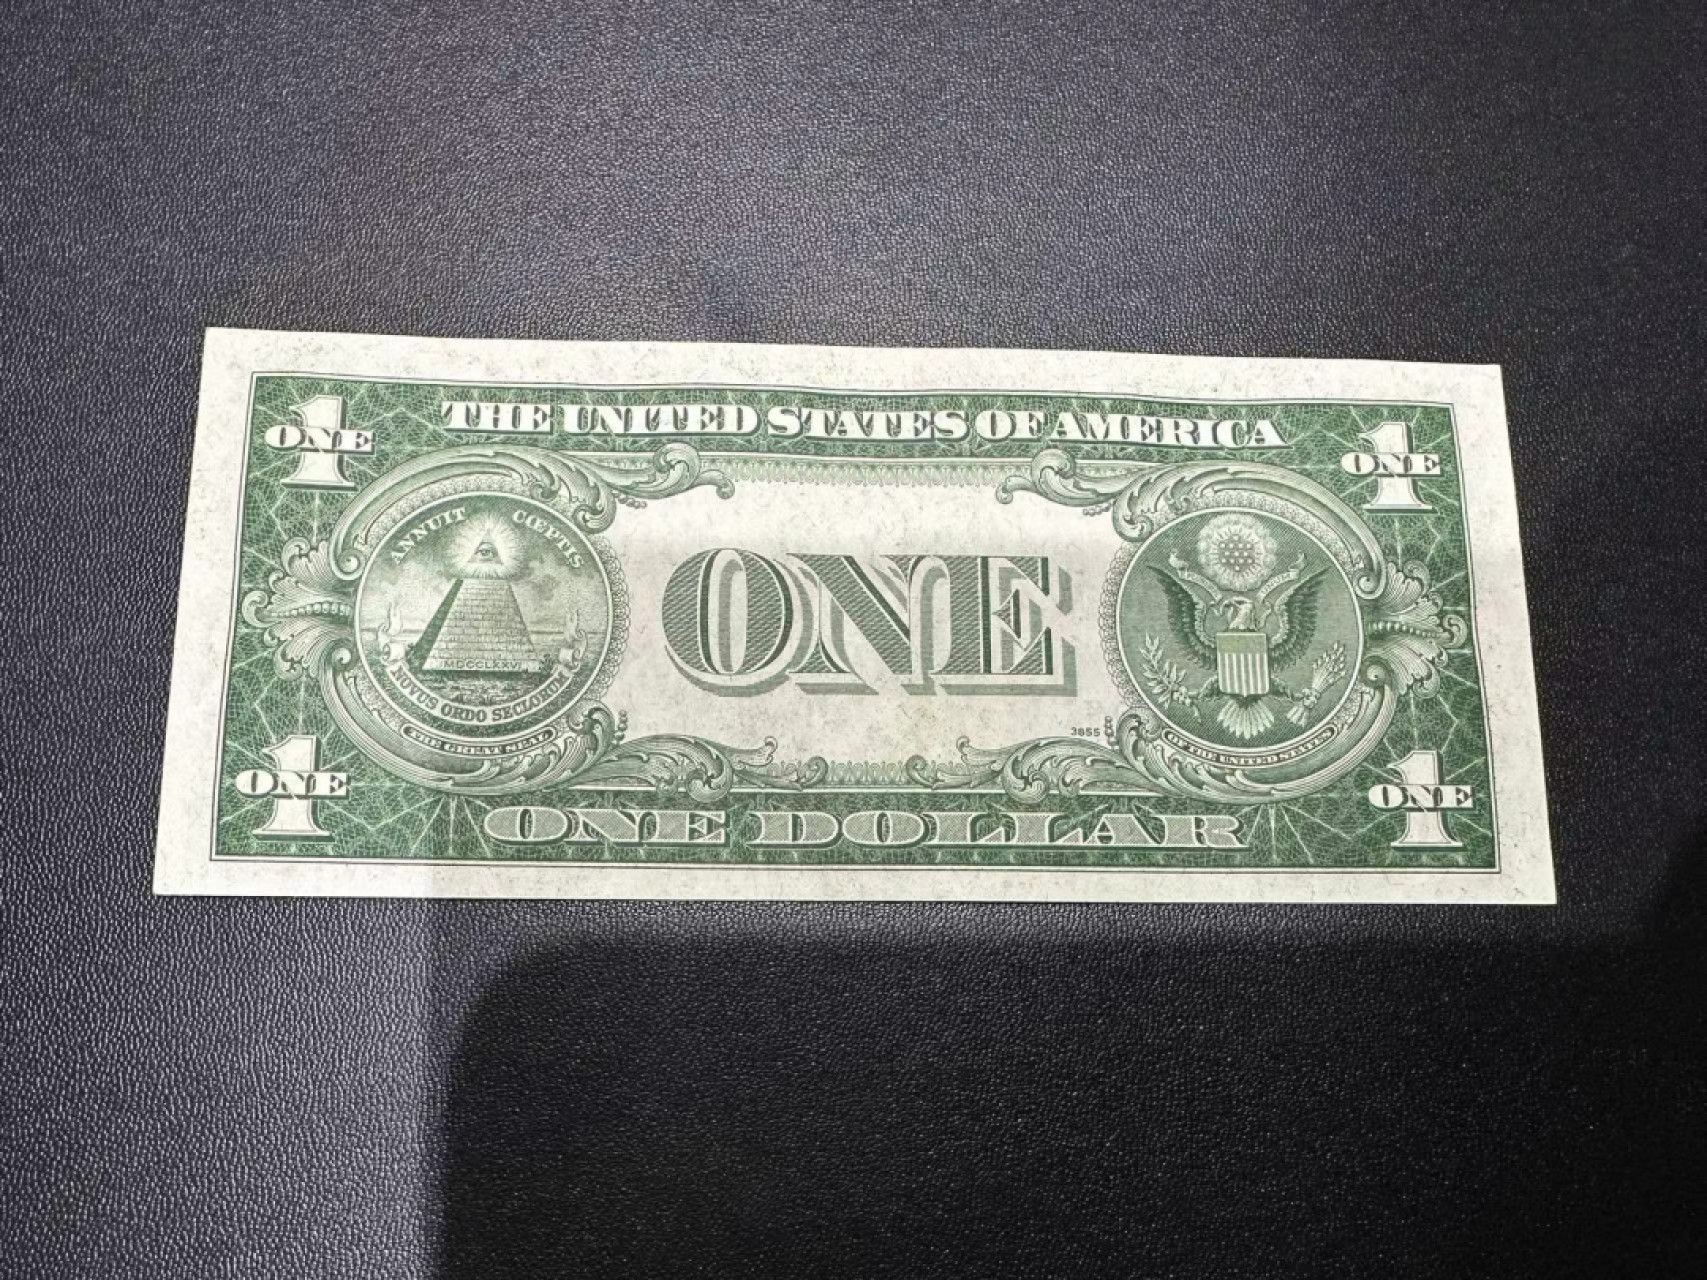 THE UNITED STATES OF AMERICA
1
ONE
1
ONE
ANNUIT CŒPTIS
MDCCLXXVI
NOVUS ORDO SECLORUM
THE GREAT SEAL
ONE
3855 G
OF THE UNITED STATES
1
ONE
1
ONE
ONE DOLLAR